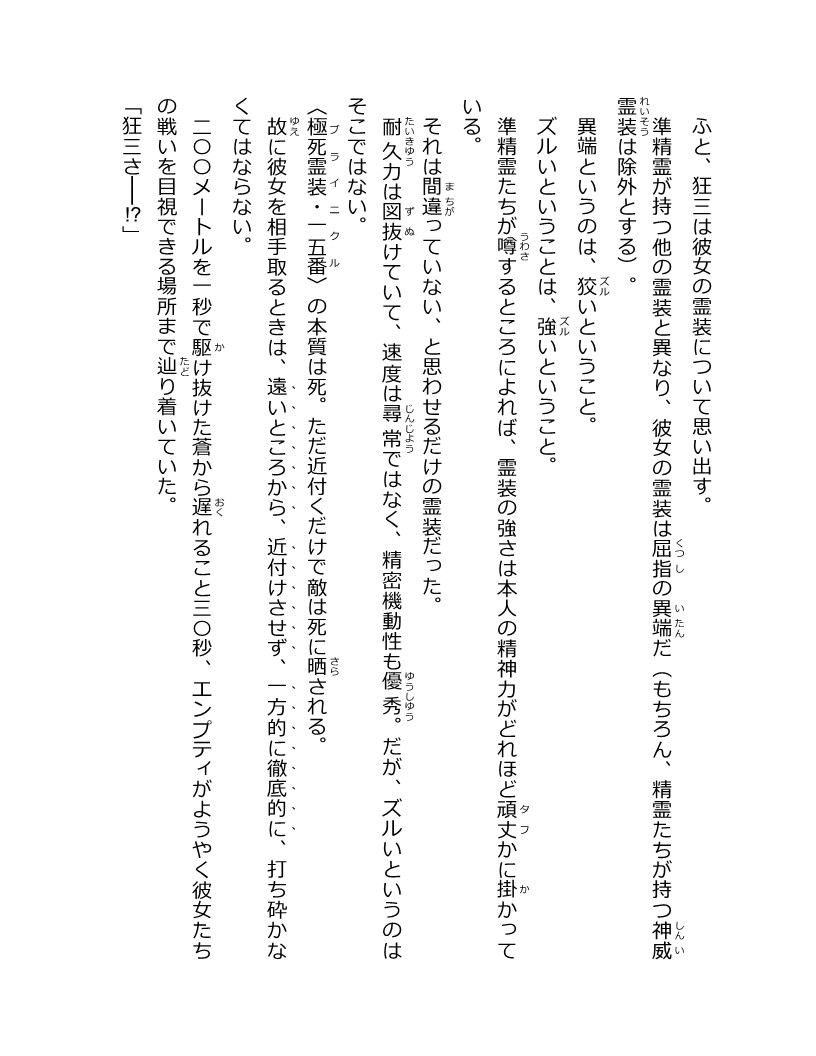 ふと、狂三は彼女の霊装について思い出す。
準精霊が持つ他の霊装と異なり、彼女の霊装は屈指の異端だ（もちろん、精霊たちが持つ神威
霊装は除外とする）。
異端というのは、狡いということ。
ズルいということは、強いということ。
準精霊たちが噂するところによれば、霊装の強さは本人の精神力がどれほど頑丈かに掛かって
いる。
それは間違っていない、と思わせるだけの霊装だった。
耐久力は図抜けていて、速度は尋常ではなく、精密機動性も優秀。だが、ズルいというのは
そこではない。
〈極死霊装・一五番〉の本質は死。ただ近付くだけで敵は死に晒される。
故に彼女を相手取るときは、遠いところから、近付けさせず、一方的に徹底的に、打ち砕かな
くてはならない。
二〇〇メートルを一秒で駆け抜けた蒼から遅れること三〇秒、エンプティがようやく彼女たち
の戦いを目視できる場所まで辿り着いていた。
「狂三さ――!?」